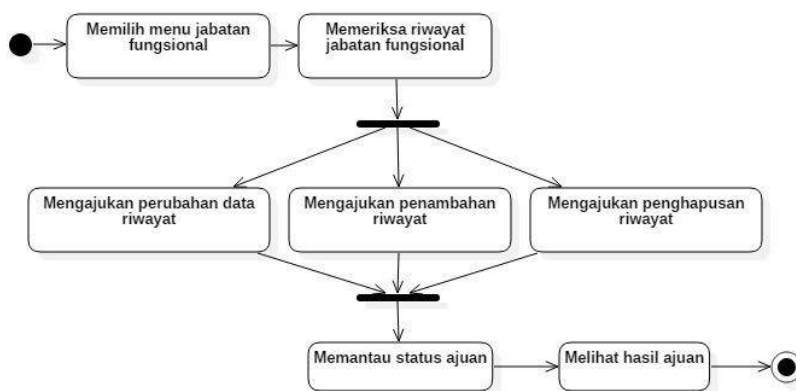 Memilih menu jabatan
fungsional
Memeriksa riwayat
jabatan fungsional
Mengajukan perubahan data
riwayat
Mengajukan penambahan
riwayat
Mengajukan penghapusan
riwayat
Memantau status ajuan
Melihat hasil ajuan